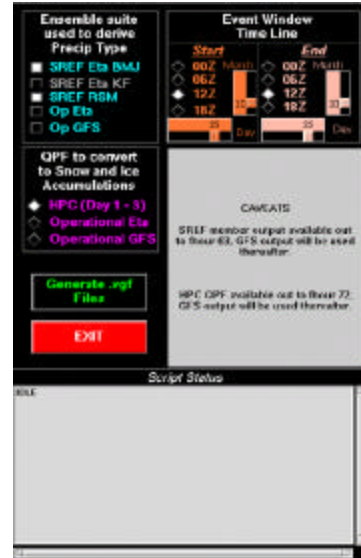 Ensemble suite
used to derive
Precip Type
SREF Eta BMJ
SREF Eta KF
SREF RSM
Op Eta
Op GFS
Event Window
Time Line
Start
End
00Z Month
06Z
12Z
18Z
Day
00Z Month
06Z
12Z
18Z
Day
QPF to convert
to Snow and Ice
Accumulations
HPC (Day 1 - 3)
Operational Eta
Operational GFS
CAVEATS
SREF member output available out
to fhour 63, GFS output will be used
thereafter.
HPC QPF available out to fhour 72,
GFS output will be used thereafter.
Generate .vgf
Files
EXIT
Script Status
IDLE